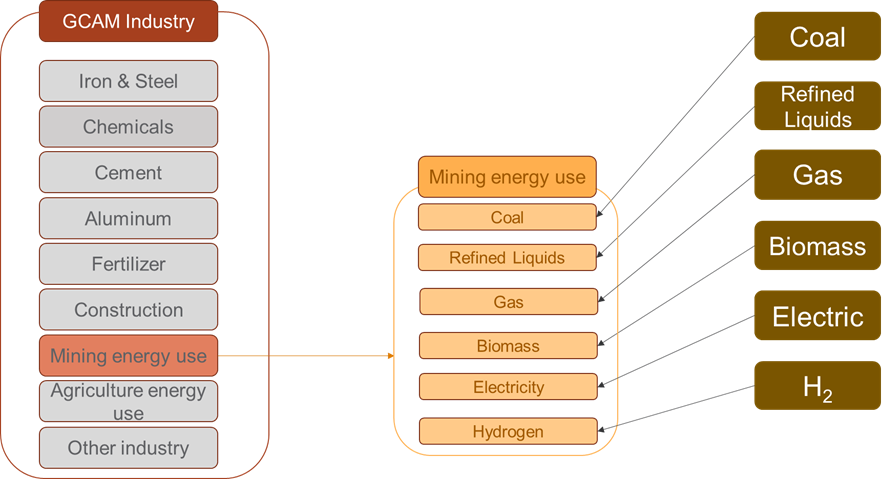 GCAM Industry
Iron & Steel
Chemicals
Cement
Aluminum
Fertilizer
Construction
Mining energy use
Agriculture energy
use
Other industry
Mining energy use
Coal
Refined Liquids
Gas
Biomass
Electricity
Hydrogen
Coal
Refined
Liquids
Gas
Biomass
Electric
H₂